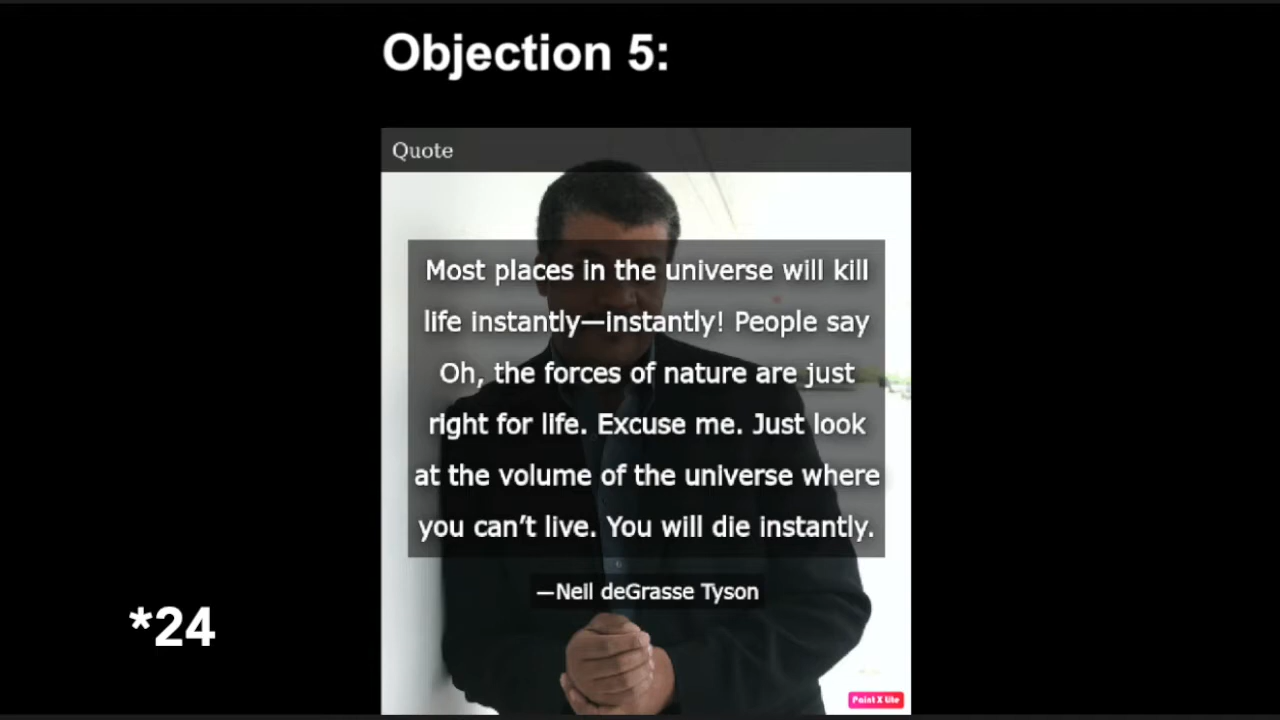 Objection 5:
Quote
Most places in the universe will kill
life instantly—instantly! People say
Oh, the forces of nature are just
right for life. Excuse me. Just look
at the volume of the universe where
you can't live. You will die instantly.
—Neil deGrasse Tyson
*24
Paint X lite